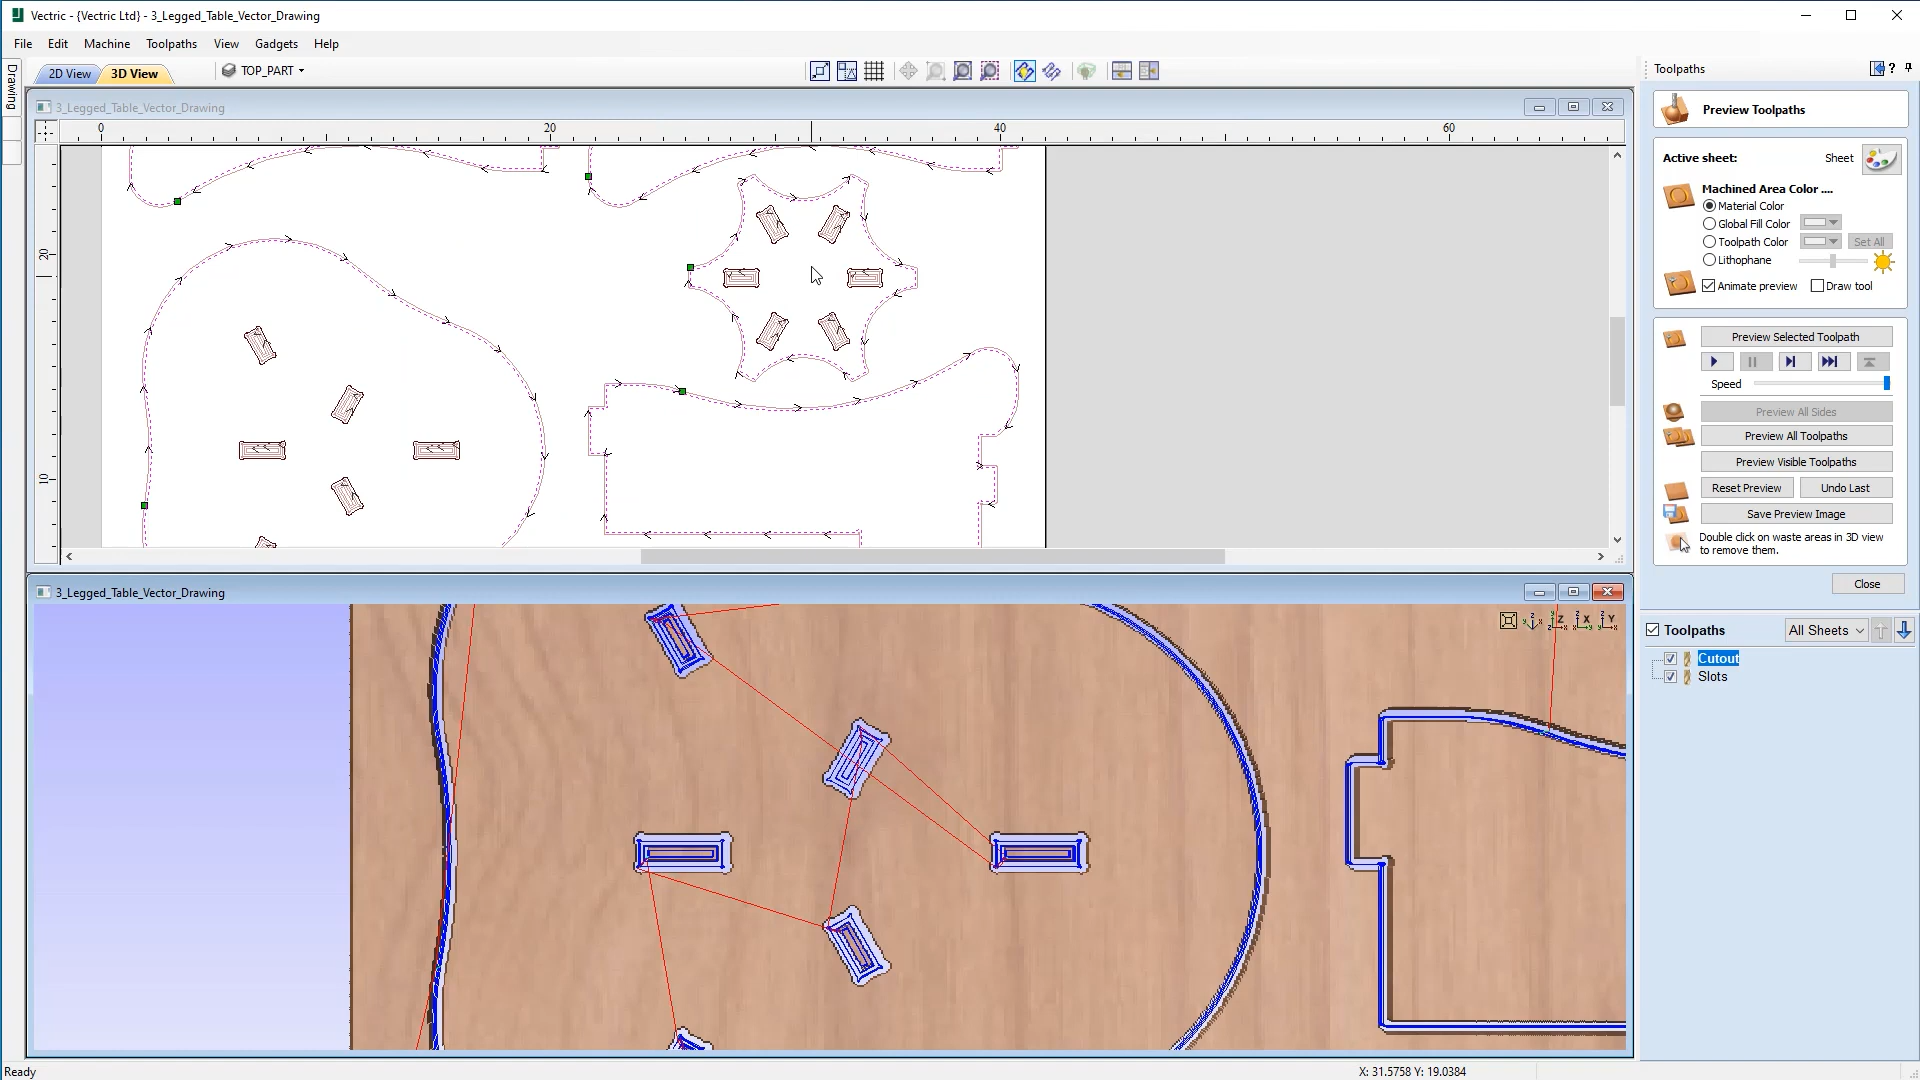 Vectric - {Vectric Ltd} - 3_Legged_Table_Vector_Drawing
File Edit Machine Toolpaths View Gadgets Help
Drawing
2D View 3D View TOP_PART
3_Legged_Table_Vector_Drawing
0 20 40 60
20
10
3_Legged_Table_Vector_Drawing
Z X Y
Toolpaths
Preview Toolpaths
Active sheet: Sheet
Machined Area Color ....
Material Color
Global Fill Color
Toolpath Color Set All
Lithophane
Animate preview Draw tool
Preview Selected Toolpath
Speed
Preview All Sides
Preview All Toolpaths
Preview Visible Toolpaths
Reset Preview Undo Last
Save Preview Image
Double click on waste areas in 3D view
to remove them.
Close
Toolpaths All Sheets
Cutout
Slots
Ready X: 31.5758 Y: 19.0384